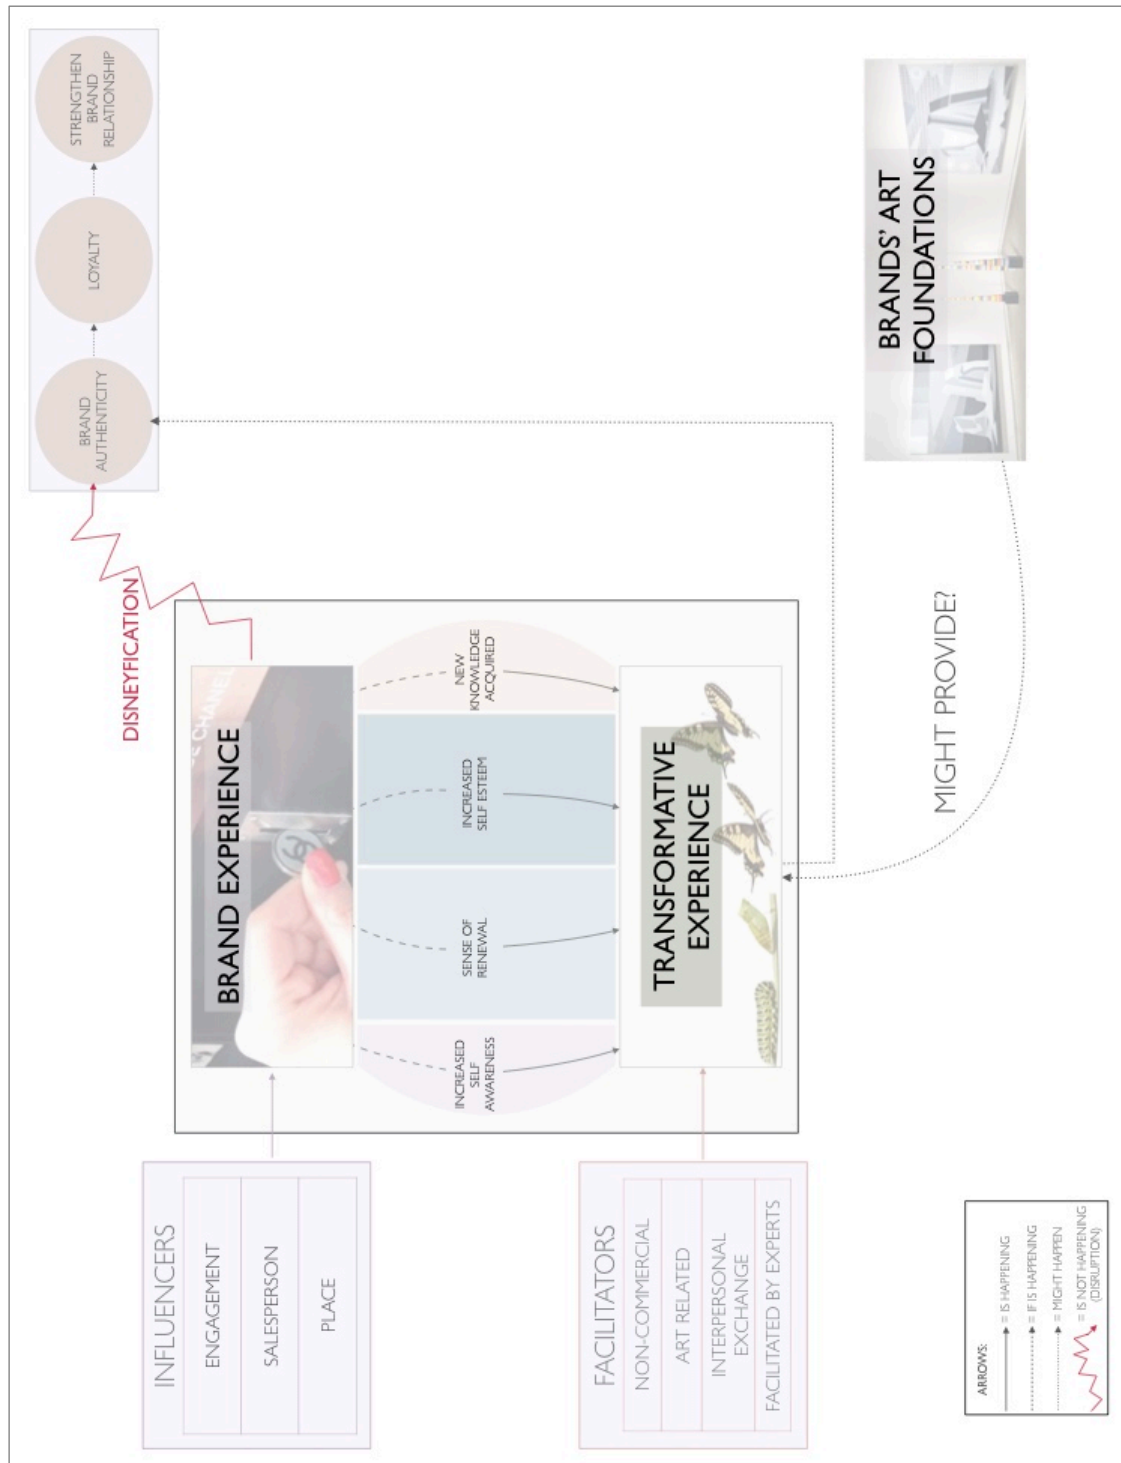 INFLUENCERS
ENGAGEMENT
SALESPERSON
PLACE
FACILITATORS
NON-COMMERCIAL
ART RELATED
INTERPERSONAL
EXCHANGE
FACILITATED BY EXPERTS
BRAND EXPERIENCE
CHANEL
INCREASED
SELF
AWARENESS
SENSE OF
RENEWAL
INCREASED
SELF ESTEEM
NEW
KNOWLEDGE
ACQUIRED
TRANSFORMATIVE
EXPERIENCE
DISNEYFICATION
BRAND
AUTHENTICITY
LOYALTY
STRENGTHEN
BRAND
RELATIONSHIP
MIGHT PROVIDE?
BRANDS' ART
FOUNDATIONS
ARROWS:
= IS HAPPENING
= IF IS HAPPENING
= MIGHT HAPPEN
= IS NOT HAPPENING
(DISRUPTION)